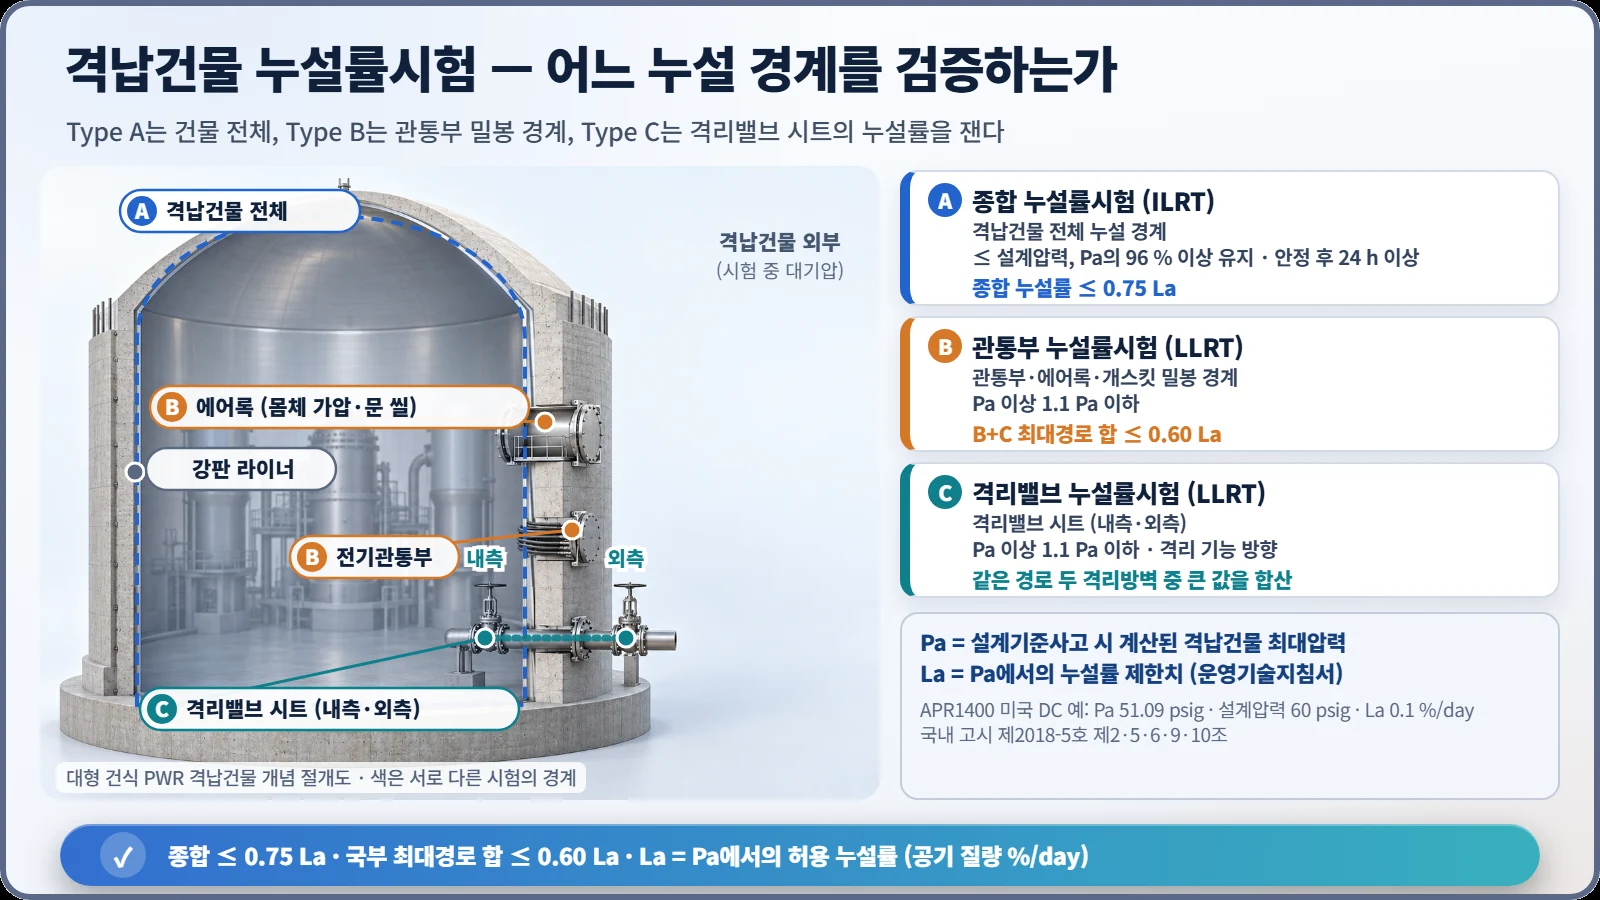 격납건물 누설률시험 — 어느 누설 경계를 검증하는가
Type A는 건물 전체, Type B는 관통부 밀봉 경계, Type C는 격리밸브 시트의 누설률을 잰다
A 격납건물 전체
격납건물 외부
(시험 중 대기압)
B 에어록 (몸체 가압·문 씰)
강판 라이너
B 전기관통부
내측
외측
C 격리밸브 시트 (내측·외측)
대형 건식 PWR 격납건물 개념 절개도 · 색은 서로 다른 시험의 경계
A 종합 누설률시험 (ILRT)
격납건물 전체 누설 경계
≤ 설계압력, Pa의 96 % 이상 유지 · 안정 후 24 h 이상
종합 누설률 ≤ 0.75 La
B 관통부 누설률시험 (LLRT)
관통부·에어록·개스킷 밀봉 경계
Pa 이상 1.1 Pa 이하
B+C 최대경로 합 ≤ 0.60 La
C 격리밸브 누설률시험 (LLRT)
격리밸브 시트 (내측·외측)
Pa 이상 1.1 Pa 이하 · 격리 기능 방향
같은 경로 두 격리방벽 중 큰 값을 합산
Pa = 설계기준사고 시 계산된 격납건물 최대압력
La = Pa에서의 누설률 제한치 (운영기술지침서)
APR1400 미국 DC 예: Pa 51.09 psig · 설계압력 60 psig · La 0.1 %/day
국내 고시 제2018-5호 제2·5·6·9·10조
✓ 종합 ≤ 0.75 La · 국부 최대경로 합 ≤ 0.60 La · La = Pa에서의 허용 누설률 (공기 질량 %/day)